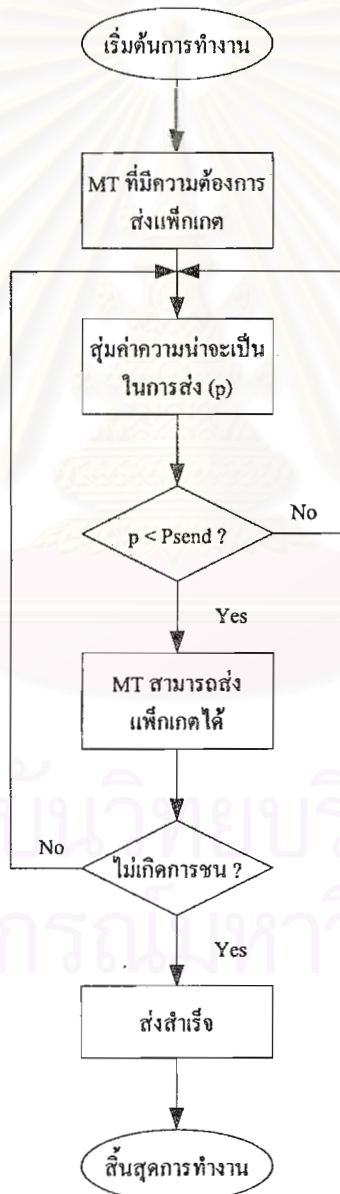 เริ่มต้นการทำงาน
MT ที่มีความต้องการ
ส่งแพ็กเกต
สุ่มค่าความน่าจะเป็น
ในการส่ง (p)
p < Psend ?
No
Yes
MT สามารถส่ง
แพ็กเกตได้
No
ไม่เกิดการชน ?
Yes
ส่งสำเร็จ
สิ้นสุดการทำงาน